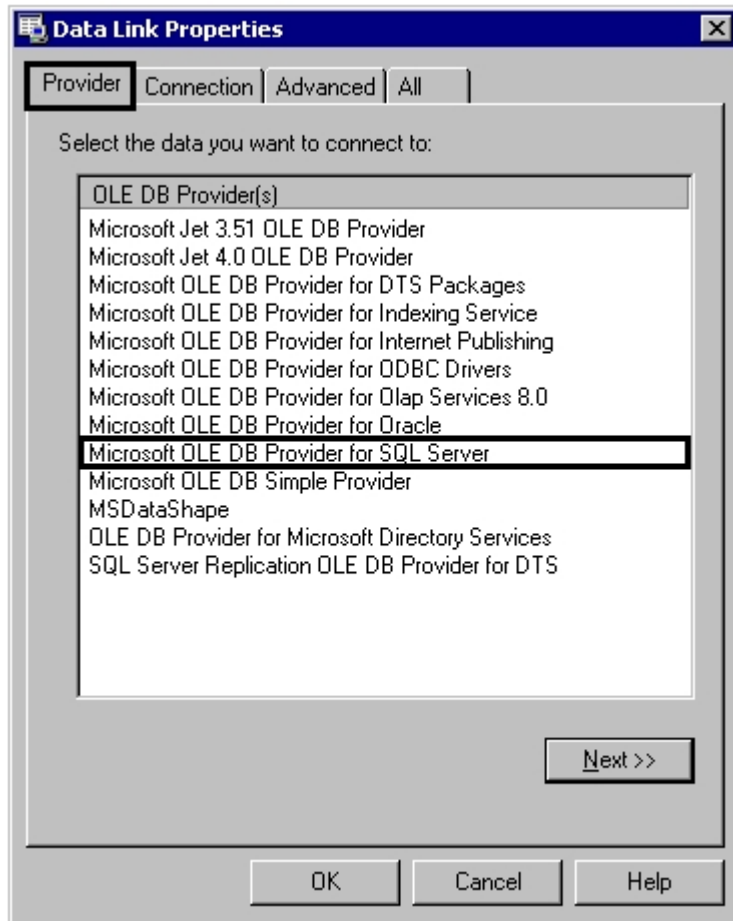 Data Link Properties
Provider Connection Advanced All
Select the data you want to connect to:
OLE DB Provider(s)
Microsoft Jet 3.51 OLE DB Provider
Microsoft Jet 4.0 OLE DB Provider
Microsoft OLE DB Provider for DTS Packages
Microsoft OLE DB Provider for Indexing Service
Microsoft OLE DB Provider for Internet Publishing
Microsoft OLE DB Provider for ODBC Drivers
Microsoft OLE DB Provider for Olap Services 8.0
Microsoft OLE DB Provider for Oracle
Microsoft OLE DB Provider for SQL Server
Microsoft OLE DB Simple Provider
MSDataShape
OLE DB Provider for Microsoft Directory Services
SQL Server Replication OLE DB Provider for DTS
Next >>
OK Cancel Help